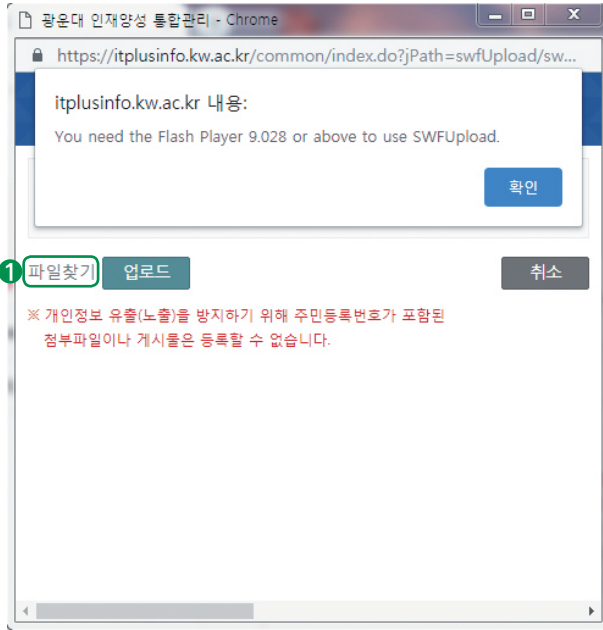 광운대 인재양성 통합관리 - Chrome
https://itplusinfo.kw.ac.kr/common/index.do?jPath=swfUpload/sw...
itplusinfo.kw.ac.kr 내용:
You need the Flash Player 9.028 or above to use SWFUpload.
확인
1 파일찾기 업로드 취소
※ 개인정보 유출(노출)을 방지하기 위해 주민등록번호가 포함된
첨부파일이나 게시물은 등록할 수 없습니다.